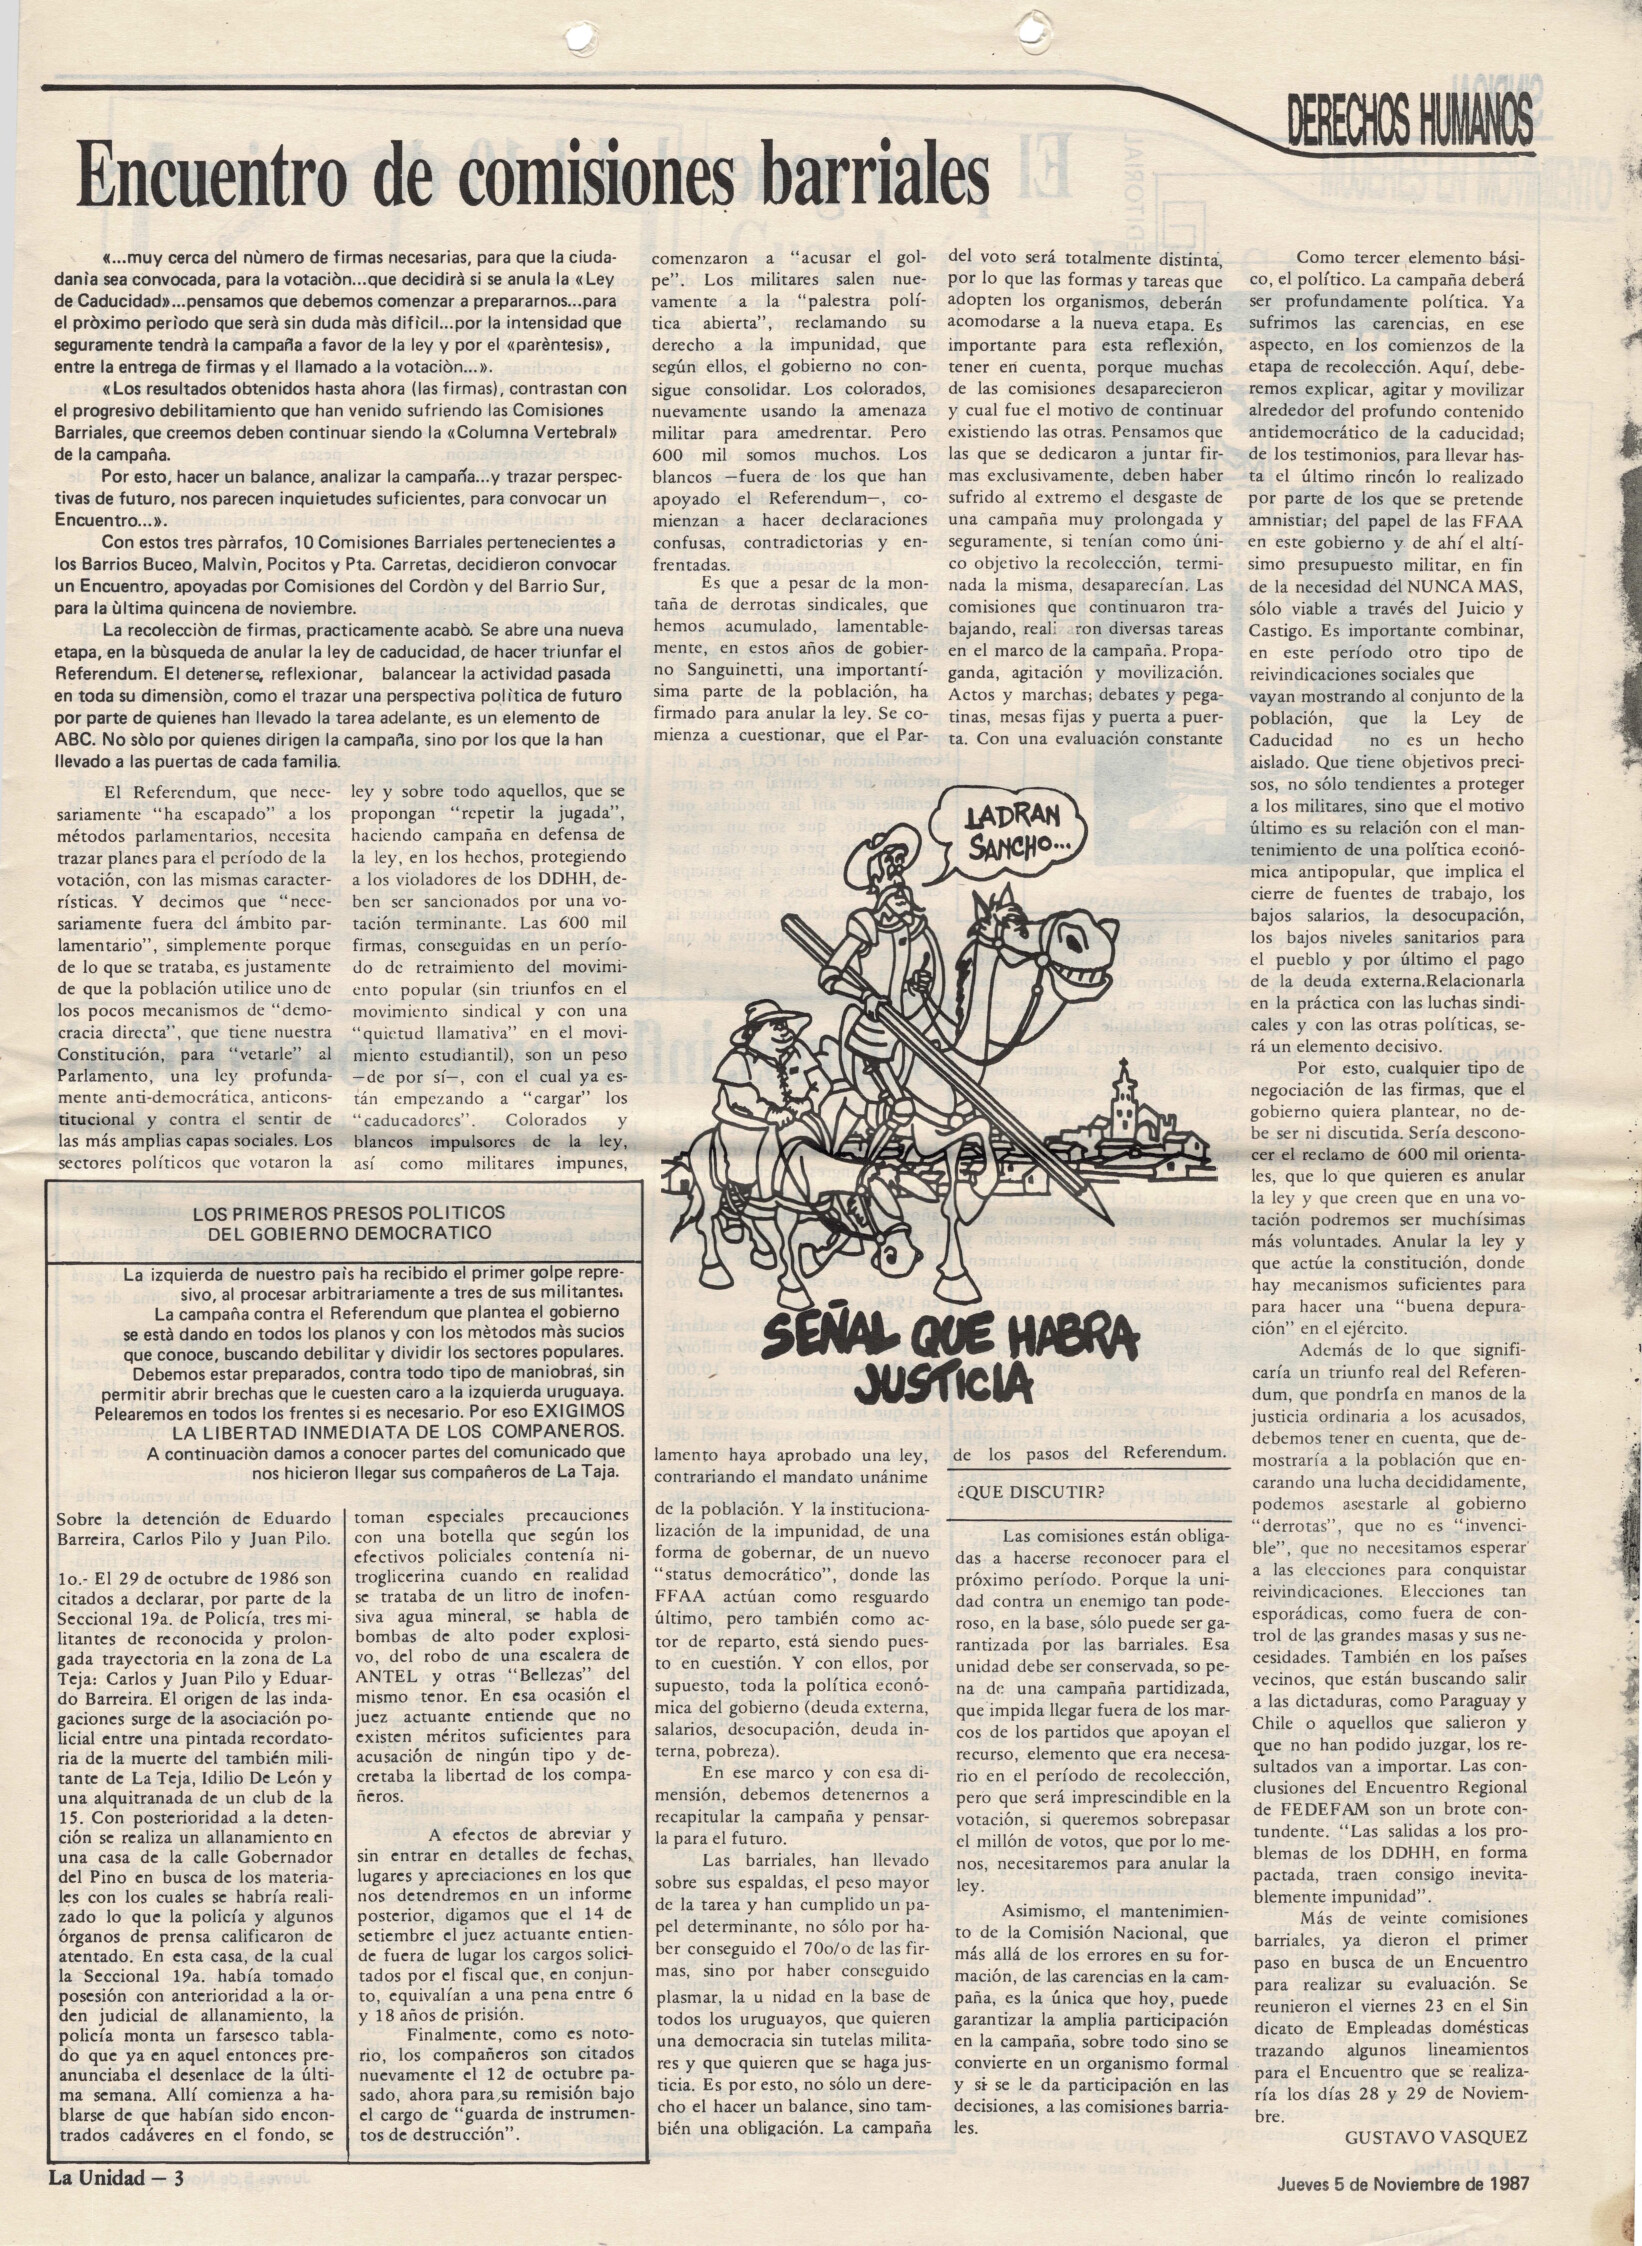 DERECHOS HUMANOS
Encuentro de comisiones barriales
«...muy cerca del nùmero de firmas necesarias, para que la ciuda-
danìa sea convocada, para la votaciòn...que decidirà si se anula la «Ley
de Caducidad»...pensamos que debemos comenzar a prepararnos...para
el pròximo perìodo que serà sin duda màs difìcil...por la intensidad que
seguramente tendrà la campaña a favor de la ley y por el «parèntesis»,
entre la entrega de firmas y el llamado a la votaciòn...».
«Los resultados obtenidos hasta ahora (las firmas), contrastan con
el progresivo debilitamiento que han venido sufriendo las Comisiones
Barriales, que creemos deben continuar siendo la «Columna Vertebral»
de la campaña.
Por esto, hacer un balance, analizar la campaña...y trazar perspec-
tivas de futuro, nos parecen inquietudes suficientes, para convocar un
Encuentro...».
Con estos tres pàrrafos, 10 Comisiones Barriales pertenecientes a
los Barrios Buceo, Malvìn, Pocitos y Pta. Carretas, decidieron convocar
un Encuentro, apoyadas por Comisiones del Cordòn y del Barrio Sur,
para la ùltima quincena de noviembre.
La recolecciòn de firmas, practicamente acabò. Se abre una nueva
etapa, en la bùsqueda de anular la ley de caducidad, de hacer triunfar el
Referendum. El detenerse, reflexionar, balancear la actividad pasada
en toda su dimensiòn, como el trazar una perspectiva polìtica de futuro
por parte de quienes han llevado la tarea adelante, es un elemento de
ABC. No sòlo por quienes dirigen la campaña, sino por los que la han
llevado a las puertas de cada familia.
El Referendum, que nece-
sariamente “ha escapado” a los
métodos parlamentarios, necesita
trazar planes para el período de la
votación, con las mismas caracter-
rísticas. Y decimos que “nece-
sariamente fuera del ámbito par-
lamentario”, simplemente porque
de lo que se trataba, es justamente
de que la población utilice uno de
los pocos mecanismos de “demo-
cracia directa”, que tiene nuestra
Constitución, para “vetarle” al
Parlamento, una ley profunda-
mente anti-democrática, anticons-
titucional y contra el sentir de
las más amplias capas sociales. Los
sectores políticos que votaron la
ley y sobre todo aquellos, que se
propongan “repetir la jugada”,
haciendo campaña en defensa de
la ley, en los hechos, protegiendo
a los violadores de los DDHH, de-
ben ser sancionados por una vo-
tación terminante. Las 600 mil
firmas, conseguidas en un perío-
do de retraimiento del movimi-
ento popular (sin triunfos en el
movimiento sindical y con una
“quietud llamativa” en el movi-
miento estudiantil), son un peso
—de por sí—, con el cual ya es-
tán empezando a “cargar” los
“caducadores”. Colorados y
blancos impulsores de la ley,
así como militares impunes,
comenzaron a “acusar el gol-
pe”. Los militares salen nue-
vamente a la “palestra polí-
tica abierta”, reclamando su
derecho a la impunidad, que
según ellos, el gobierno no con-
sigue consolidar. Los colorados,
nuevamente usando la amenaza
militar para amedrentar. Pero
600 mil somos muchos. Los
blancos —fuera de los que han
apoyado el Referendum—, co-
mienzan a hacer declaraciones
confusas, contradictorias y en-
frentadas.
Es que a pesar de la mon-
taña de derrotas sindicales, que
hemos acumulado, lamentable-
mente, en estos años de gobier-
no Sanguinetti, una importantí-
sima parte de la población, ha
firmado para anular la ley. Se co-
mienza a cuestionar, que el Par-
LADRAN
SANCHO...
SEÑAL QUE HABRA
JUSTICIA
lamento haya aprobado una ley,
contrariando el mandato unánime
de la población. Y la instituciona-
lización de la impunidad, de una
forma de gobernar, de un nuevo
“status democrático”, donde las
FFAA actúan como resguardo
último, pero también como ac-
tor de reparto, está siendo pues-
to en cuestión. Y con ellos, por
supuesto, toda la política econó-
mica del gobierno (deuda externa,
salarios, desocupación, deuda in-
terna, pobreza).
En ese marco y con esa di-
mensión, debemos detenernos a
recapitular la campaña y pensar-
la para el futuro.
Las barriales, han llevado
sobre sus espaldas, el peso mayor
de la tarea y han cumplido un pa-
pel determinante, no sólo por ha-
ber conseguido el 70o/o de las fir-
mas, sino por haber conseguido
plasmar, la u nidad en la base de
todos los uruguayos, que quieren
una democracia sin tutelas milita-
res y que quieren que se haga jus-
ticia. Es por esto, no sólo un dere-
cho el hacer un balance, sino tam-
bién una obligación. La campaña
del voto será totalmente distinta,
por lo que las formas y tareas que
adopten los organismos, deberán
acomodarse a la nueva etapa. Es
importante para esta reflexión,
tener en cuenta, porque muchas
de las comisiones desaparecieron
y cual fue el motivo de continuar
existiendo las otras. Pensamos que
las que se dedicaron a juntar fir-
mas exclusivamente, deben haber
sufrido al extremo el desgaste de
una campaña muy prolongada y
seguramente, si tenían como úni-
co objetivo la recolección, termi-
nada la misma, desaparecían. Las
comisiones que continuaron tra-
bajando, reali ron diversas tareas
en el marco de la campaña. Propa-
ganda, agitación y movilización.
Actos y marchas; debates y pega-
tinas, mesas fijas y puerta a puer-
ta. Con una evaluación constante
de los pasos del Referendum.
¿QUE DISCUTIR?
Las comisiones están obliga-
das a hacerse reconocer para el
próximo período. Porque la uni-
dad contra un enemigo tan pode-
roso, en la base, sólo puede ser ga-
rantizada por las barriales. Esa
unidad debe ser conservada, so pe-
na de una campaña partidizada,
que impida llegar fuera de los mar-
cos de los partidos que apoyan el
recurso, elemento que era necesa-
rio en el período de recolección,
pero que será imprescindible en la
votación, si queremos sobrepasar
el millón de votos, que por lo me-
nos, necesitaremos para anular la
ley.
Asimismo, el mantenimien-
to de la Comisión Nacional, que
más allá de los errores en su for-
mación, de las carencias en la cam-
paña, es la única que hoy, puede
garantizar la amplia participación
en la campaña, sobre todo sino se
convierte en un organismo formal
y si se le da participación en las
decisiones, a las comisiones barria-
les.
Como tercer elemento bási-
co, el político. La campaña deberá
ser profundamente política. Ya
sufrimos las carencias, en ese
aspecto, en los comienzos de la
etapa de recolección. Aquí, debe-
remos explicar, agitar y movilizar
alrededor del profundo contenido
antidemocrático de la caducidad;
de los testimonios, para llevar has-
ta el último rincón lo realizado
por parte de los que se pretende
amnistiar; del papel de las FFAA
en este gobierno y de ahí el altí-
simo presupuesto militar, en fin
de la necesidad del NUNCA MAS,
sólo viable a través del Juicio y
Castigo. Es importante combinar,
en este período otro tipo de
reivindicaciones sociales que
vayan mostrando al conjunto de la
población, que la Ley de
Caducidad no es un hecho
aislado. Que tiene objetivos preci-
sos, no sólo tendientes a proteger
a los militares, sino que el motivo
último es su relación con el man-
tenimiento de una política econó-
mica antipopular, que implica el
cierre de fuentes de trabajo, los
bajos salarios, la desocupación,
los bajos niveles sanitarios para
el pueblo y por último el pago
de la deuda externa.Relacionarla
en la práctica con las luchas sindi-
cales y con las otras políticas, se-
rá un elemento decisivo.
Por esto, cualquier tipo de
negociación de las firmas, que el
gobierno quiera plantear, no de-
be ser ni discutida. Sería descono-
cer el reclamo de 600 mil orienta-
les, que lo que quieren es anular
la ley y que creen que en una vo-
tación podremos ser muchísimas
más voluntades. Anular la ley y
que actúe la constitución, donde
hay mecanismos suficientes para
para hacer una “buena depura-
ción” en el ejército.
Además de lo que signifi-
caría un triunfo real del Referen-
dum, que pondría en manos de la
justicia ordinaria a los acusados,
debemos tener en cuenta, que de-
mostraría a la población que en-
carando una lucha decididamente,
podemos asestarle al gobierno
“derrotas”, que no es “invenci-
ble”, que no necesitamos esperar
a las elecciones para conquistar
reivindicaciones. Elecciones tan
esporádicas, como fuera de con-
trol de las grandes masas y sus ne-
cesidades. También en los países
vecinos, que están buscando salir
a las dictaduras, como Paraguay y
Chile o aquellos que salieron y
que no han podido juzgar, los re-
sultados van a importar. Las con-
clusiones del Encuentro Regional
de FEDEFAM son un brote con-
tundente. “Las salidas a los pro-
blemas de los DDHH, en forma
pactada, traen consigo inevita-
blemente impunidad”.
Más de veinte comisiones
barriales, ya dieron el primer
paso en busca de un Encuentro
para realizar su evaluación. Se
reunieron el viernes 23 en el Sin
dicato de Empleadas domésticas
trazando algunos lineamientos
para el Encuentro que se realiza-
ría los días 28 y 29 de Noviem-
bre.
GUSTAVO VASQUEZ
LOS PRIMEROS PRESOS POLITICOS
DEL GOBIERNO DEMOCRATICO
La izquierda de nuestro paìs ha recibido el primer golpe repre-
sivo, al procesar arbitrariamente a tres de sus militantes.
La campaña contra el Referendum que plantea el gobierno
se està dando en todos los planos y con los mètodos màs sucios
que conoce, buscando debilitar y dividir los sectores populares.
Debemos estar preparados, contra todo tipo de maniobras, sin
permitir abrir brechas que le cuesten caro a la izquierda uruguaya.
Pelearemos en todos los frentes si es necesario. Por eso EXIGIMOS
LA LIBERTAD INMEDIATA DE LOS COMPAÑEROS.
A continuaciòn damos a conocer partes del comunicado que
nos hicieron llegar sus compañeros de La Taja.
Sobre la detención de Eduardo
Barreira, Carlos Pilo y Juan Pilo.
1o.- El 29 de octubre de 1986 son
citados a declarar, por parte de la
Seccional 19a. de Policía, tres mi-
litantes de reconocida y prolon-
gada trayectoria en la zona de La
Teja: Carlos y Juan Pilo y Eduar-
do Barreira. El origen de las inda-
gaciones surge de la asociación po-
licial entre una pintada recordato-
ria de la muerte del también mili-
tante de La Teja, Idilio De León y
una alquitranada de un club de la
15. Con posterioridad a la deten-
ción se realiza un allanamiento en
una casa de la calle Gobernador
del Pino en busca de los materia-
les con los cuales se habría reali-
zado lo que la policía y algunos
órganos de prensa calificaron de
atentado. En esta casa, de la cual
la Seccional 19a. había tomado
posesión con anterioridad a la or-
den judicial de allanamiento, la
policía monta un farsesco tabla-
do que ya en aquel entonces pre-
anunciaba el desenlace de la últi-
ma semana. Allí comienza a ha-
blarse de que habían sido encon-
trados cadáveres en el fondo, se
toman especiales precauciones
con una botella que según los
efectivos policiales contenía ni-
troglicerina cuando en realidad
se trataba de un litro de inofen-
siva agua mineral, se habla de
bombas de alto poder explosi-
vo, del robo de una escalera de
ANTEL y otras “Bellezas” del
mismo tenor. En esa ocasión el
juez actuante entiende que no
existen méritos suficientes para
acusación de ningún tipo y de-
cretaba la libertad de los compa-
ñeros.
A efectos de abreviar y
sin entrar en detalles de fechas,
lugares y apreciaciones en los que
nos detendremos en un informe
posterior, digamos que el 14 de
setiembre el juez actuante entien-
de fuera de lugar los cargos solici-
tados por el fiscal que, en conjun-
to, equivalían a una pena entre 6
y 18 años de prisión.
Finalmente, como es noto-
rio, los compañeros son citados
nuevamente el 12 de octubre pa-
sado, ahora para su remisión bajo
el cargo de “guarda de instrumen-
tos de destrucción”.
La Unidad — 3
Jueves 5 de Noviembre de 1987